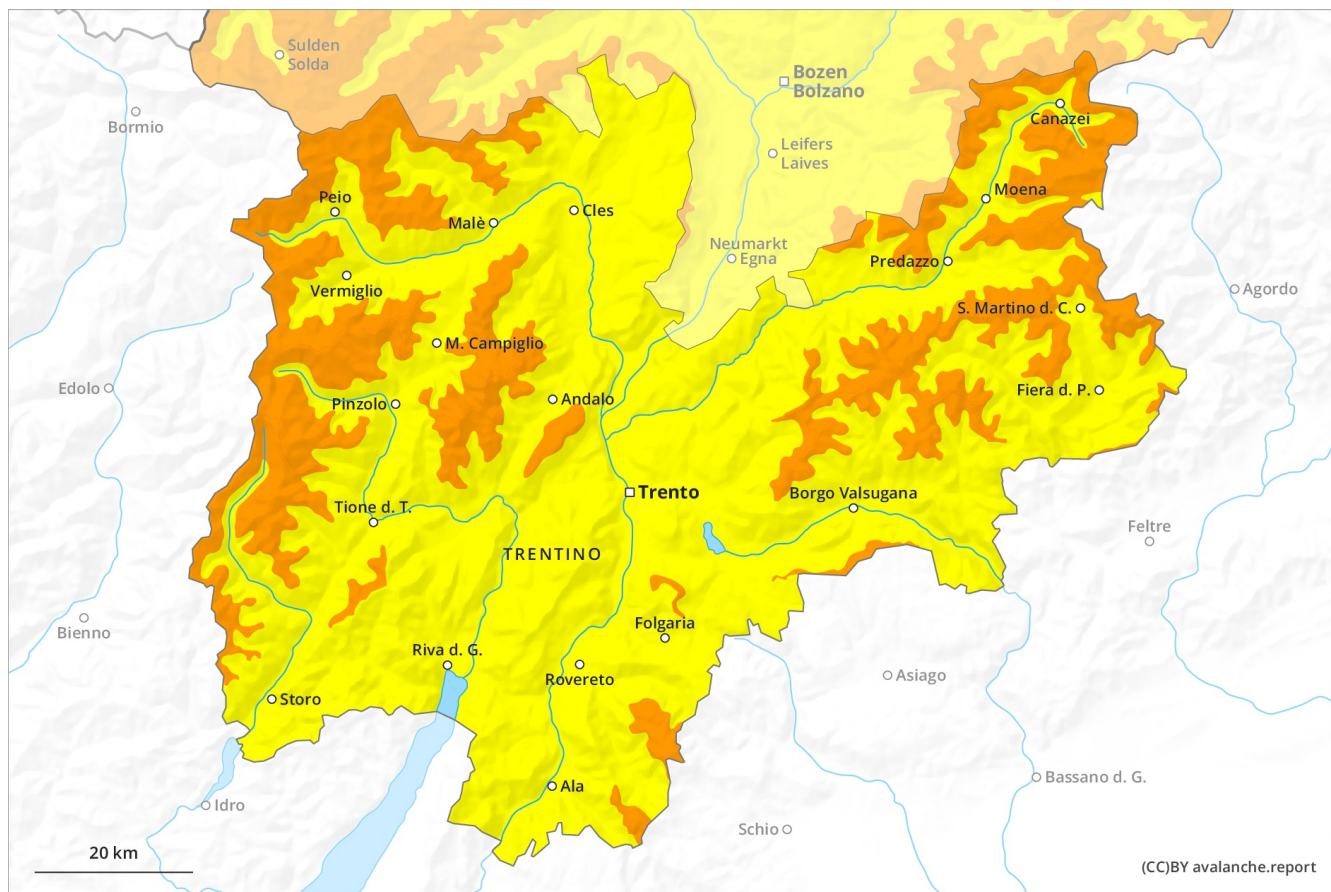 Sulden
Solda
Bozen
Bolzano
Bormio
Canazei
Leifers
Laives
Peio
Moena
Malè
Cles
Neumarkt
Egna
Predazzo
Vermiglio
Agordo
S. Martino d. C.
M. Campiglio
Edolo
Pinzolo
Andalo
Fiera d. P.
Trento
Borgo Valsugana
Tione d. T.
Feltre
TRENTINO
Bienno
Folgaria
Riva d. G.
Asiago
Rovereto
Storo
Bassano d. G.
Ala
Idro
Schio
20 km
(CC)BY avalanche.report